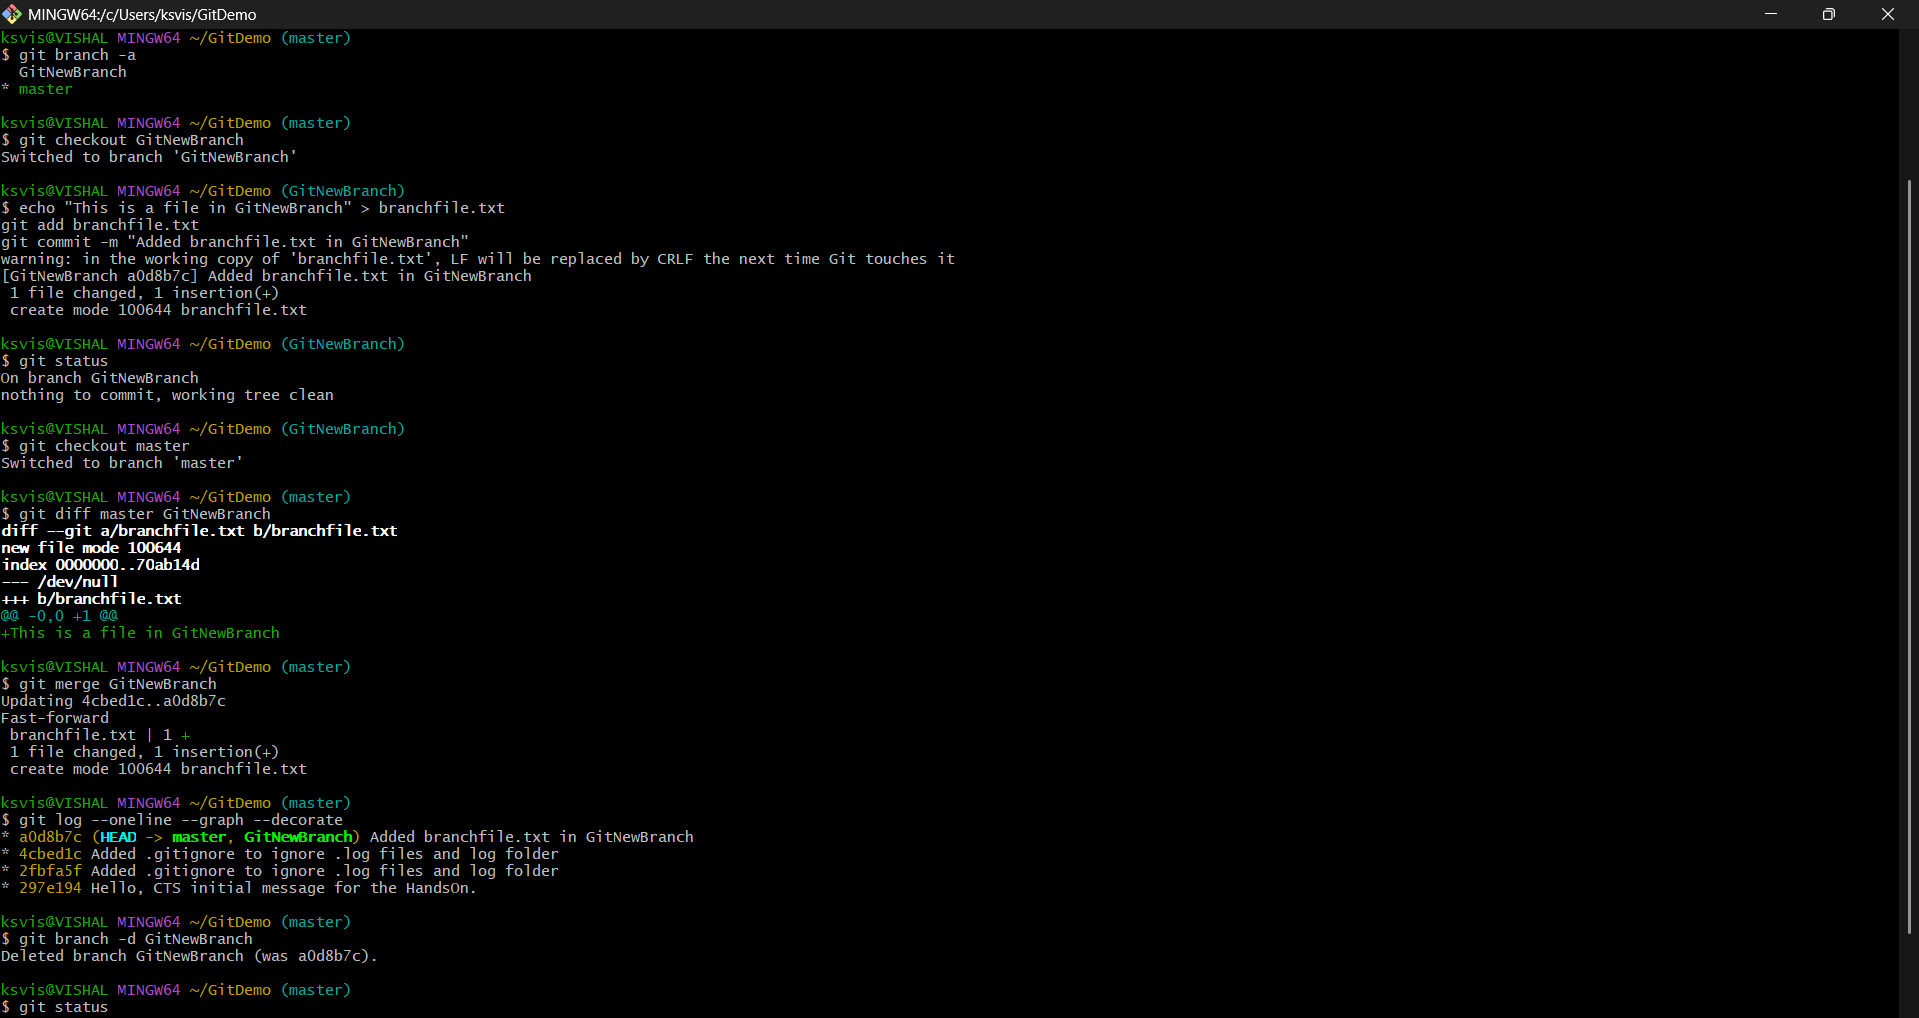 MINGW64:/c/Users/ksvis/GitDemo
ksvis@VISHAL MINGW64 ~/GitDemo (master)
$ git branch -a
  GitNewBranch
* master

ksvis@VISHAL MINGW64 ~/GitDemo (master)
$ git checkout GitNewBranch
Switched to branch 'GitNewBranch'

ksvis@VISHAL MINGW64 ~/GitDemo (GitNewBranch)
$ echo "This is a file in GitNewBranch" > branchfile.txt
git add branchfile.txt
git commit -m "Added branchfile.txt in GitNewBranch"
warning: in the working copy of 'branchfile.txt', LF will be replaced by CRLF the next time Git touches it
[GitNewBranch a0d8b7c] Added branchfile.txt in GitNewBranch
 1 file changed, 1 insertion(+)
 create mode 100644 branchfile.txt

ksvis@VISHAL MINGW64 ~/GitDemo (GitNewBranch)
$ git status
On branch GitNewBranch
nothing to commit, working tree clean

ksvis@VISHAL MINGW64 ~/GitDemo (GitNewBranch)
$ git checkout master
Switched to branch 'master'

ksvis@VISHAL MINGW64 ~/GitDemo (master)
$ git diff master GitNewBranch
diff --git a/branchfile.txt b/branchfile.txt
new file mode 100644
index 0000000..70ab14d
--- /dev/null
+++ b/branchfile.txt
@@ -0,0 +1 @@
+This is a file in GitNewBranch

ksvis@VISHAL MINGW64 ~/GitDemo (master)
$ git merge GitNewBranch
Updating 4cbed1c..a0d8b7c
Fast-forward
 branchfile.txt | 1 +
 1 file changed, 1 insertion(+)
 create mode 100644 branchfile.txt

ksvis@VISHAL MINGW64 ~/GitDemo (master)
$ git log --oneline --graph --decorate
* a0d8b7c (HEAD -> master, GitNewBranch) Added branchfile.txt in GitNewBranch
* 4cbed1c Added .gitignore to ignore .log files and log folder
* 2fbfa5f Added .gitignore to ignore .log files and log folder
* 297e194 Hello, CTS initial message for the HandsOn.

ksvis@VISHAL MINGW64 ~/GitDemo (master)
$ git branch -d GitNewBranch
Deleted branch GitNewBranch (was a0d8b7c).

ksvis@VISHAL MINGW64 ~/GitDemo (master)
$ git status